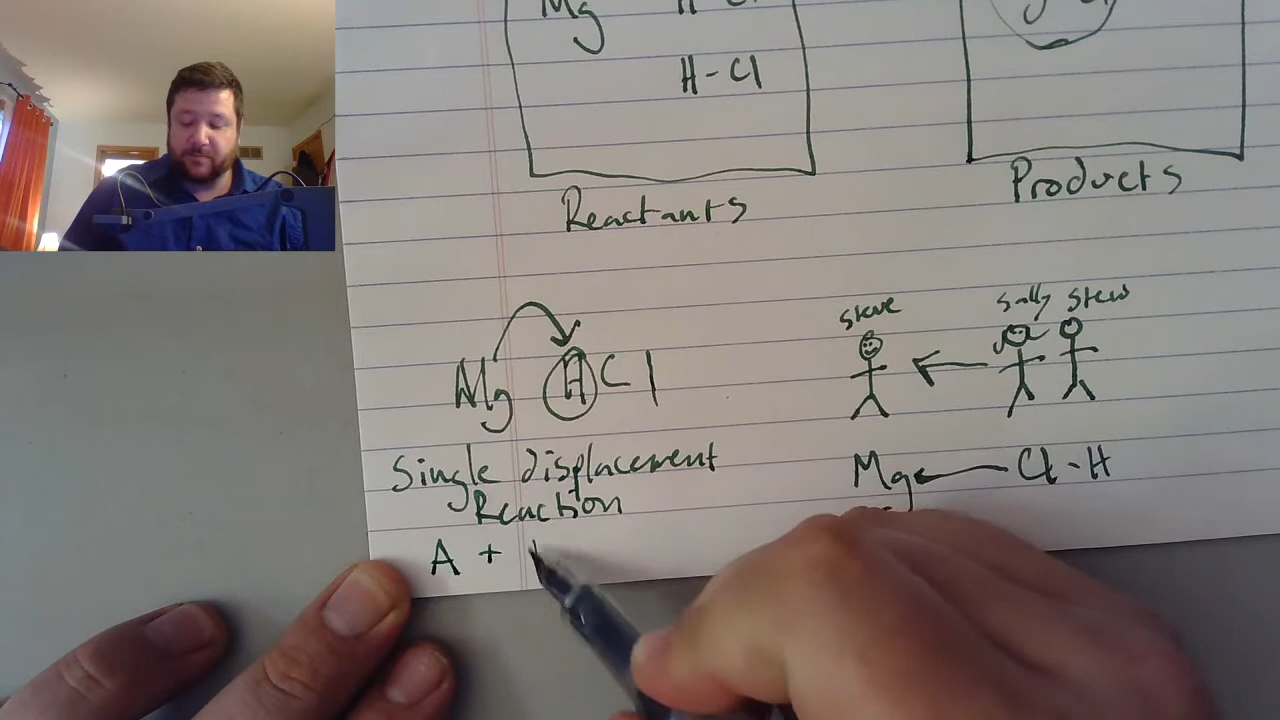 Mg
H-Cl
Reactants
Products
Steve Sally Stew
Mg HCl
Mg Cl-H
Single displacement
Reaction
A +